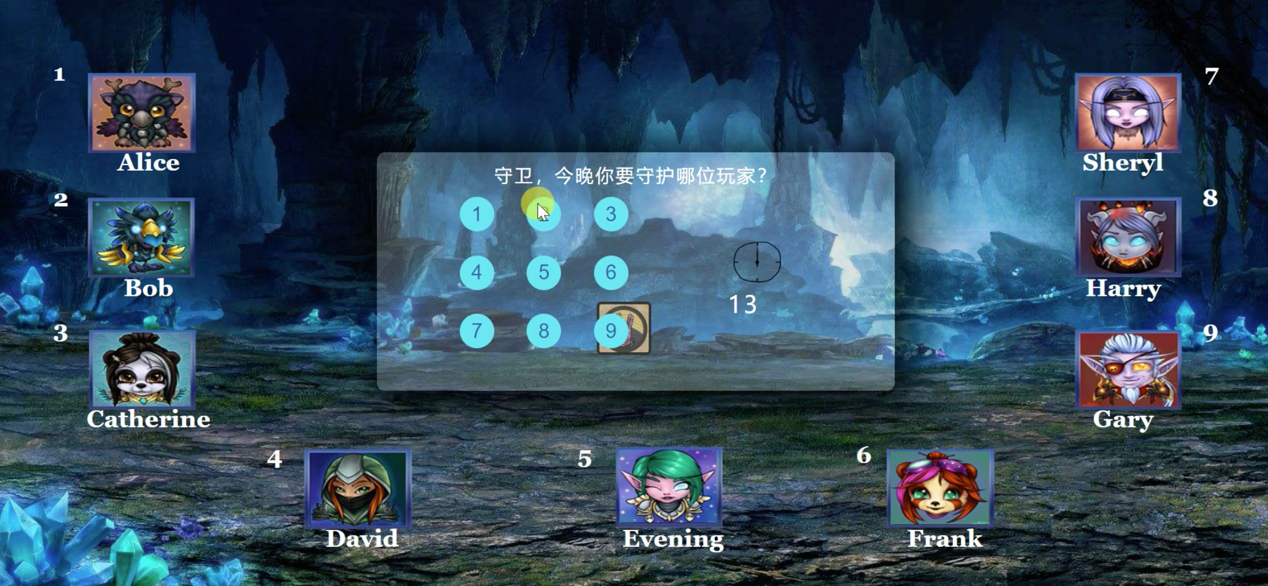 1
Alice
2
Bob
3
Catherine
4
David
5
Evening
6
Frank
7
Sheryl
8
Harry
9
Gary
守卫，今晚你要守护哪位玩家?
1 3
4 5 6
7 8 9
13